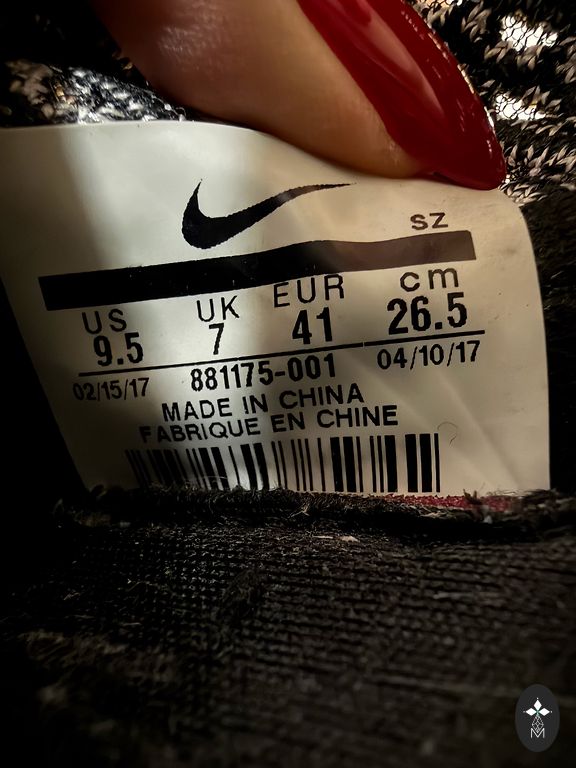 SZ
US UK EUR cm
9.5 7 41 26.5
02/15/17 881175-001 04/10/17
MADE IN CHINA
FABRIQUE EN CHINE
M